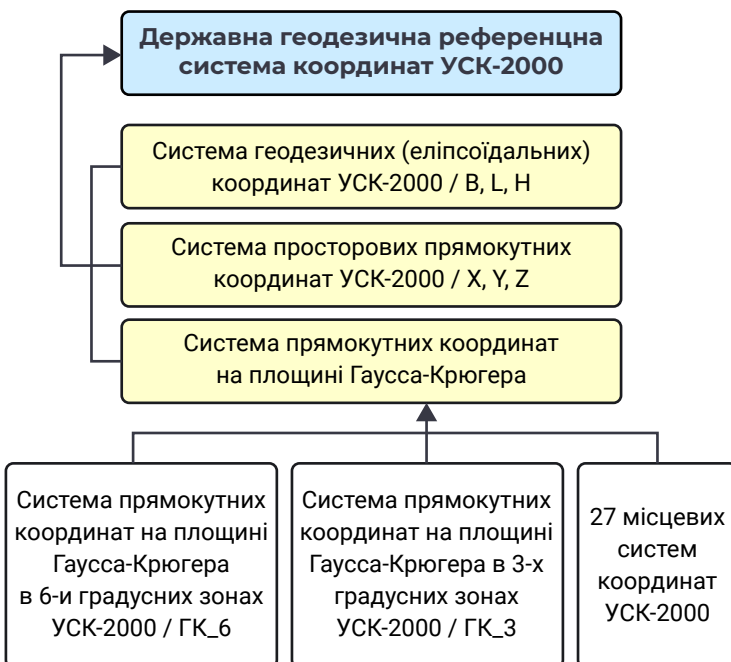 Державна геодезична референцна
система координат УСК-2000
Система геодезичних (еліпсоїдальних)
координат УСК-2000 / B, L, H
Система просторових прямокутних
координат УСК-2000 / X, Y, Z
Система прямокутних координат
на площині Гаусса-Крюгера
Система прямокутних
координат на площині
Гаусса-Крюгера
в 6-и градусних зонах
УСК-2000 / ГК_6
Система прямокутних
координат на площині
Гаусса-Крюгера в 3-х
градусних зонах
УСК-2000 / ГК_3
27 місцевих
систем
координат
УСК-2000